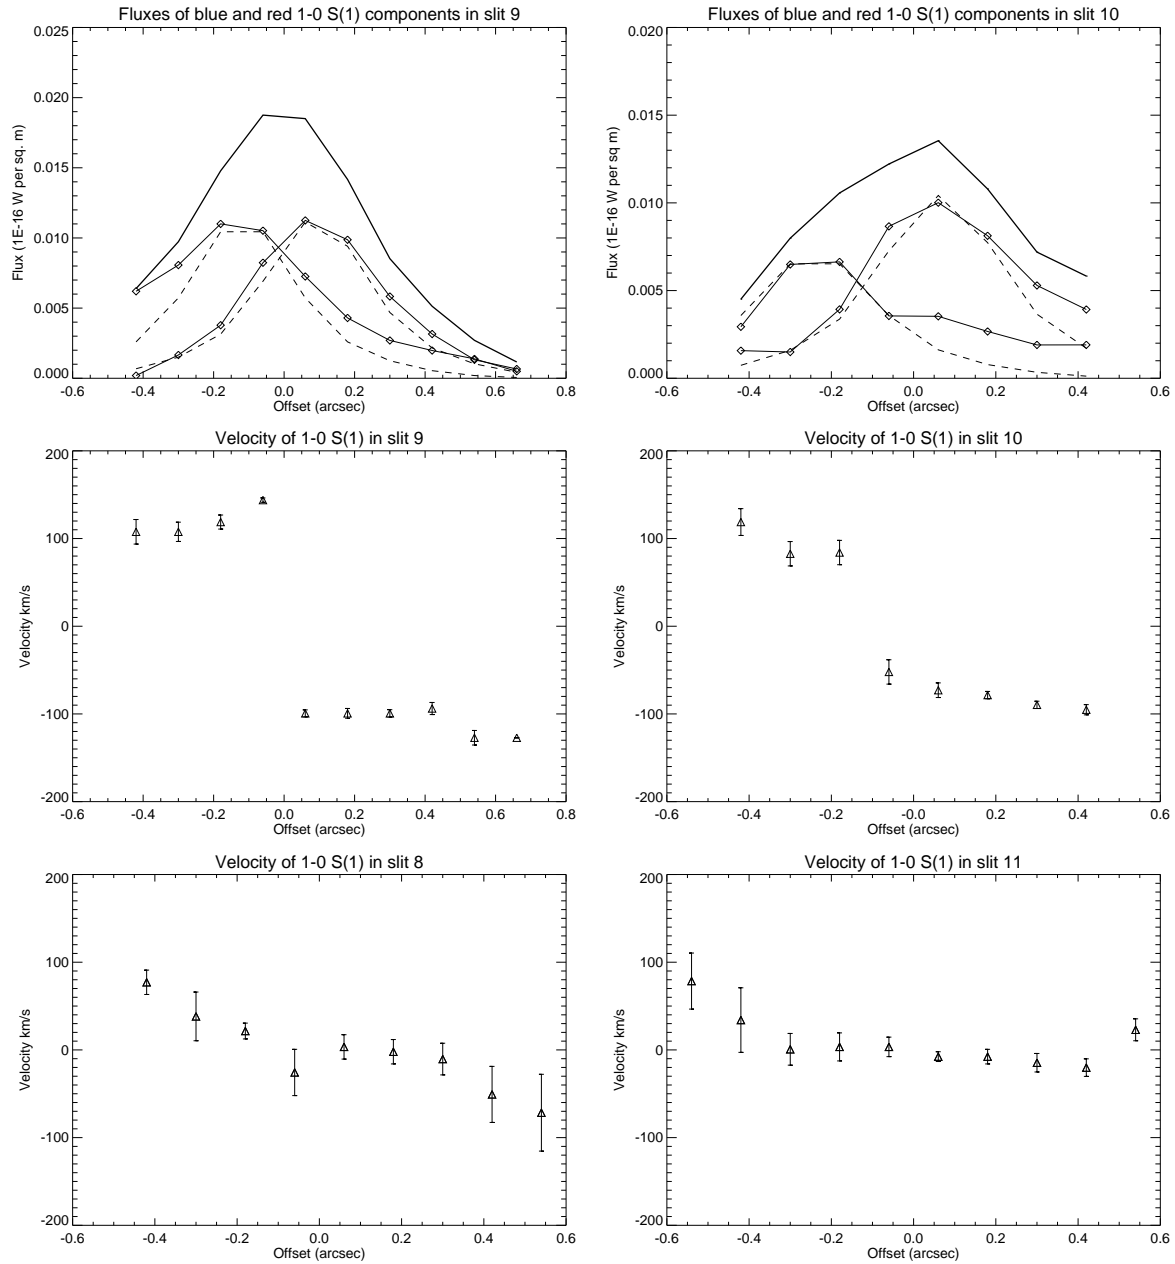 Fluxes of blue and red 1-0 S(1) components in slit 9
0.025
0.020
0.015
0.010
0.005
0.000
Flux (1E-16 W per sq. m)
-0.6 -0.4 -0.2 0.0 0.2 0.4 0.6 0.8
Offset (arcsec)
Fluxes of blue and red 1-0 S(1) components in slit 10
0.020
0.015
0.010
0.005
0.000
Flux (1E-16 W per sq. m)
-0.6 -0.4 -0.2 0.0 0.2 0.4 0.6
Offset (arcsec)
Velocity of 1-0 S(1) in slit 9
200
100
0
-100
-200
Velocity km/s
-0.6 -0.4 -0.2 0.0 0.2 0.4 0.6 0.8
Offset (arcsec)
Velocity of 1-0 S(1) in slit 10
200
100
0
-100
-200
Velocity km/s
-0.6 -0.4 -0.2 0.0 0.2 0.4 0.6
Offset (arcsec)
Velocity of 1-0 S(1) in slit 8
200
100
0
-100
-200
Velocity km/s
-0.6 -0.4 -0.2 0.0 0.2 0.4 0.6
Offset (arcsec)
Velocity of 1-0 S(1) in slit 11
200
100
0
-100
-200
Velocity km/s
-0.6 -0.4 -0.2 0.0 0.2 0.4 0.6
Offset (arcsec)